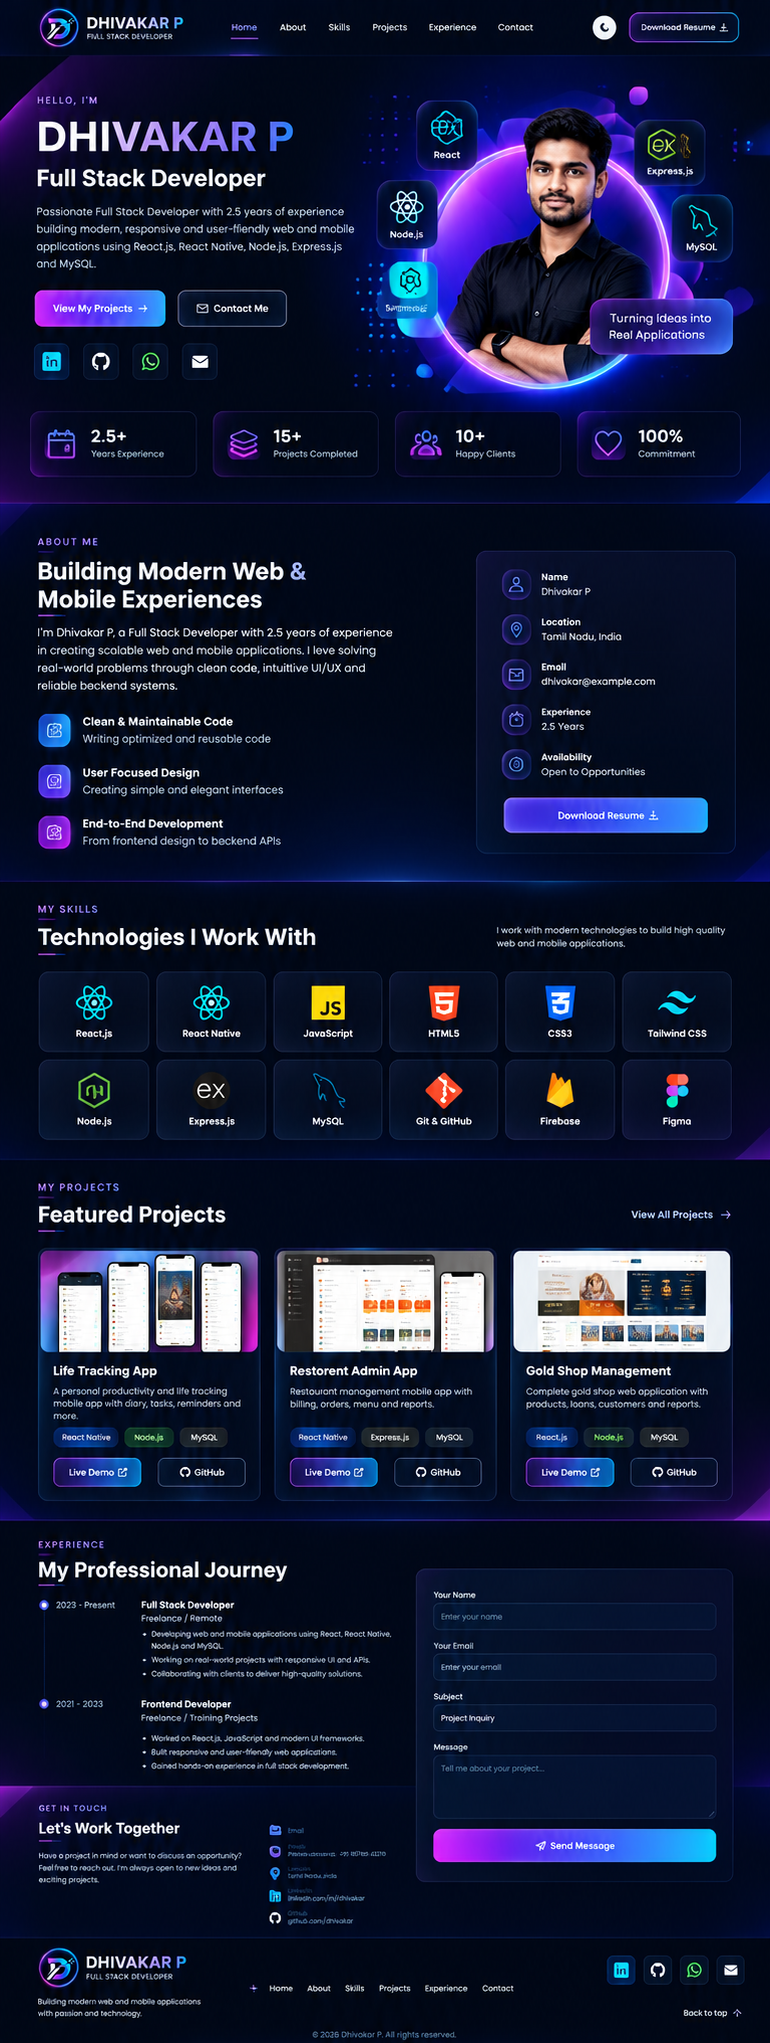 DHIVAKAR P
FULL STACK DEVELOPER
Home
About
Skills
Projects
Experience
Contact
Download Resume
HELLO, I'M
DHIVAKAR P
Full Stack Developer
Passionate Full Stack Developer with 2.5 years of experience
building modern, responsive and user-friendly web and mobile
applications using React.js, React Native, Node.js, Express.js
and MySQL.
View My Projects →
Contact Me
React
Node.js
ex
Express.js
MySQL
Turning Ideas into
Real Applications
2.5+
Years Experience
15+
Projects Completed
10+
Happy Clients
100%
Commitment
ABOUT ME
Building Modern Web &
Mobile Experiences
I'm Dhivakar P, a Full Stack Developer with 2.5 years of experience
in creating scalable web and mobile applications. I leve solving
real-world problems through clean code, intuittive UI/UX and
reliable beckend systems.
Clean & Maintainable Code
Writing optimized and reusable code
User Focused Design
Creating simple and elegant interfaces
End-to-End Development
From frontend design to beckend APIs
Name
Dhivakar P
Location
Tamil Nadu, India
Email
dhivakar@example.com
Experience
2.5 Years
Availability
Open to Opportunities
Download Resume
MY SKILLS
Technologies I Work With
I work with modern technologies to build high quality
web and mobile applications.
React.js
React Native
JS
JavaScript
5
HTML5
3
CSS3
Tailwind CSS
Node.js
ex
Express.js
MySQL
Git & GitHub
Firebase
Figma
MY PROJECTS
Featured Projects
View All Projects →
Life Tracking App
A personal productivity and life tracking
mobile app with diary, tasks, reminders and
more.
React Native
Node.js
MySQL
Live Demo
GitHub
Restorent Admin App
Restaurant management mobile app with
billing, orders, menu and reports.
React Native
Express.js
MySQL
Live Demo
GitHub
Gold Shop Management
Complete gold shop web application with
products, loans, customers and reports.
React.js
Node.js
MySQL
Live Demo
GitHub
EXPERIENCE
My Professional Journey
2023 - Present
Full Stack Developer
Freelance / Remote
• Developing web and mobile applications using React, React Native,
Node.js and MySQL.
• Working on real-world projects with responsive UI and APIs.
• Collaborating with clients to deliver high-quality solutions.
2021 - 2023
Frontend Developer
Freelance / Training Projects
• Worked on React.js, JavaScript and modern UI frameworks.
• Built responsive and user-friendly web applications.
• Gained hands-on experience in full stack development.
Your Name
Enter your name
Your Email
Enter your email
Subject
Project Inquiry
Message
Tell me about your project...
Send Message
GET IN TOUCH
Let's Work Together
Have a project in mind or want to discuss an opportunity?
Feel free to reach out. I'm always open to new ideas and
exciting projects.
Email
github.com/dhivakar
DHIVAKAR P
FULL STACK DEVELOPER
Building modern web and mobile applications
with passion and technology.
Home
About
Skills
Projects
Experience
Contact
Back to top ↑
© 2026 Dhivakar P. All rights reserved.